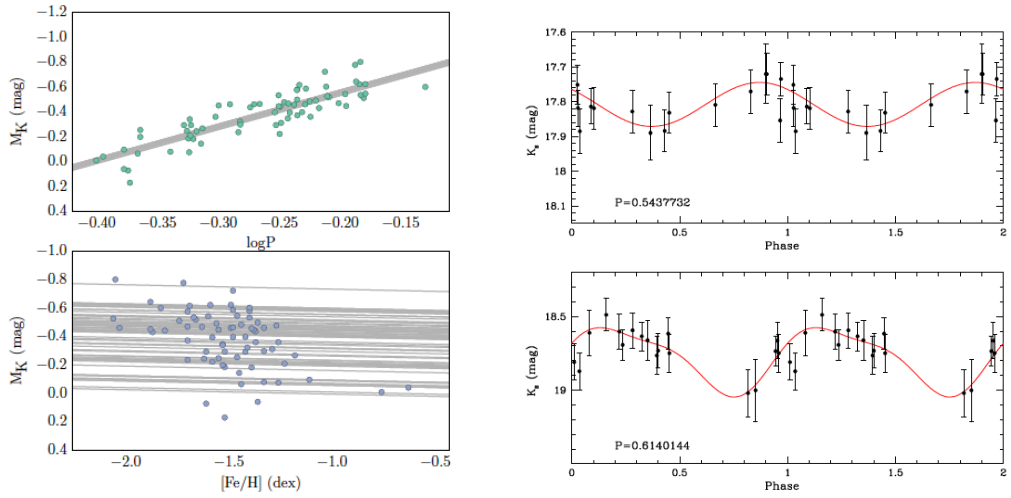 −1.2
−1.0
−0.8
−0.6
−0.4
−0.2
0.0
0.2
0.4
M_K (mag)
−0.40 −0.35 −0.30 −0.25 −0.20 −0.15
logP
−1.0
−0.8
−0.6
−0.4
−0.2
0.0
0.2
0.4
M_K (mag)
−2.0 −1.5 −1.0 −0.5
[Fe/H] (dex)
17.6
17.7
17.8
17.9
18
18.1
K_s (mag)
P=0.5437732
0 0.5 1 1.5 2
Phase
18.5
19
K_s (mag)
P=0.6140144
0 0.5 1 1.5 2
Phase